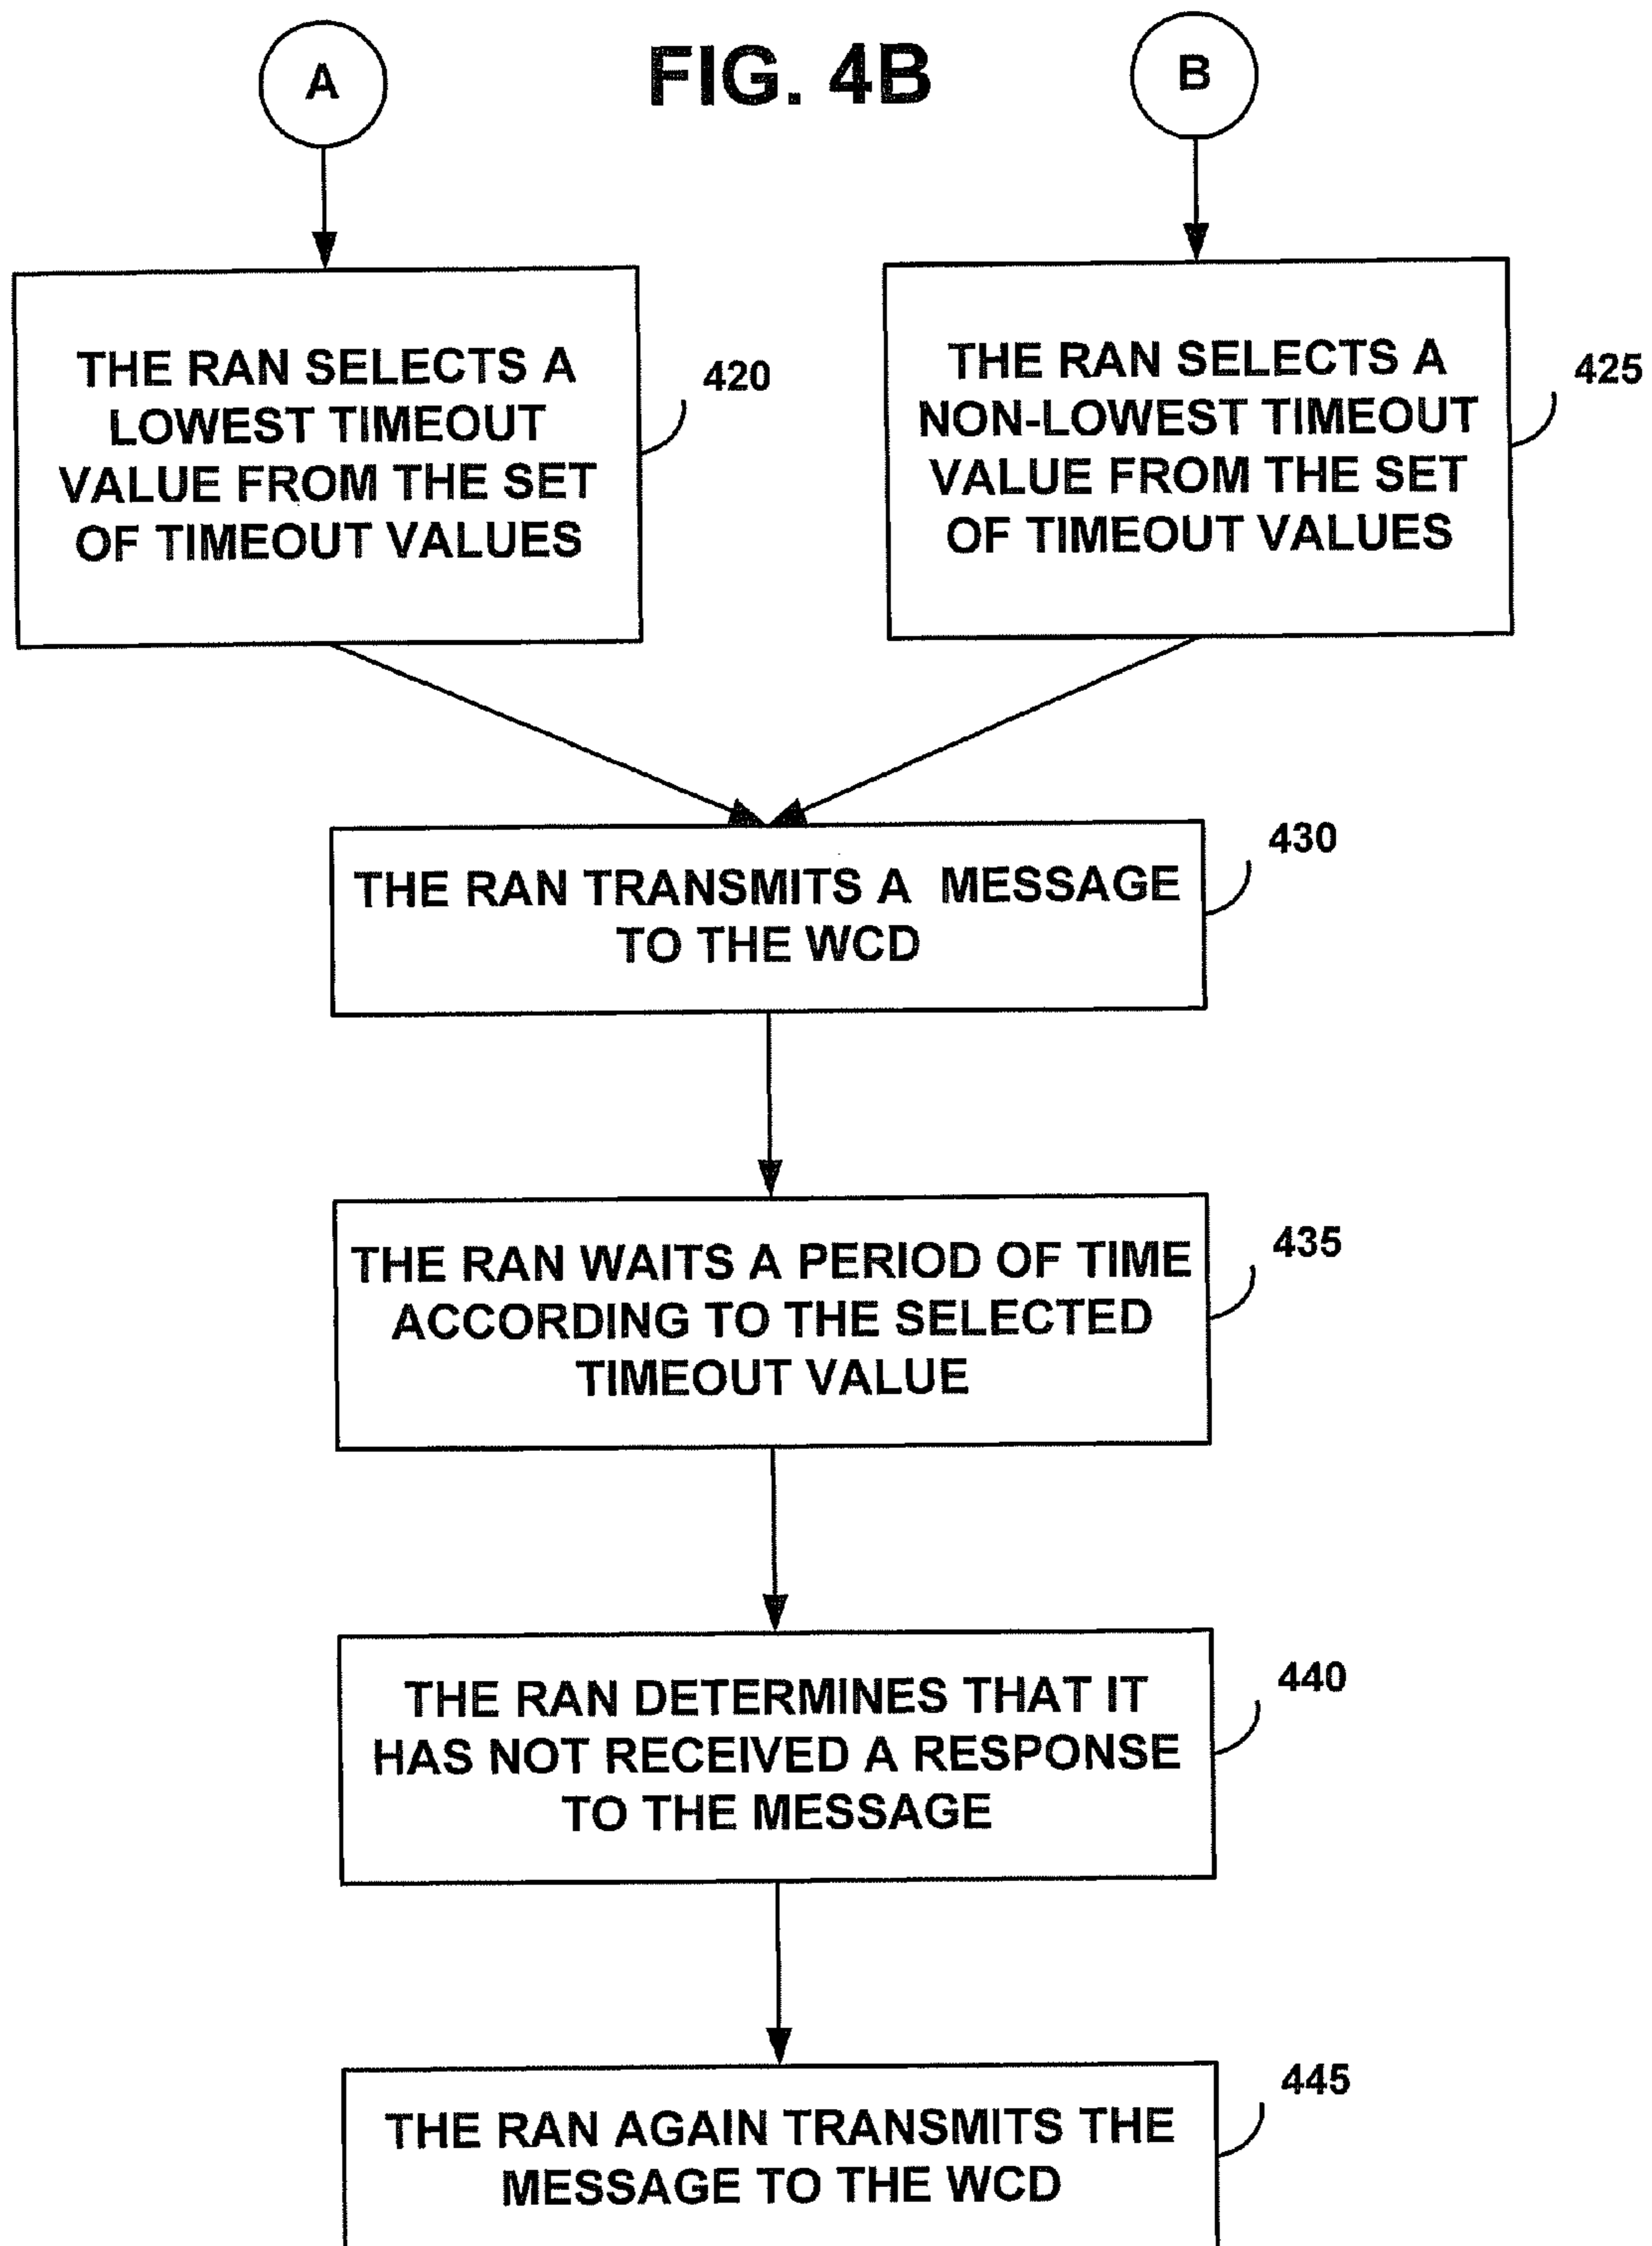 FIG. 4B
A
B
THE RAN SELECTS A
LOWEST TIMEOUT
VALUE FROM THE SET
OF TIMEOUT VALUES
420
THE RAN SELECTS A
NON-LOWEST TIMEOUT
VALUE FROM THE SET
OF TIMEOUT VALUES
425
THE RAN TRANSMITS A MESSAGE
TO THE WCD
430
THE RAN WAITS A PERIOD OF TIME
ACCORDING TO THE SELECTED
TIMEOUT VALUE
435
THE RAN DETERMINES THAT IT
HAS NOT RECEIVED A RESPONSE
TO THE MESSAGE
440
THE RAN AGAIN TRANSMITS THE
MESSAGE TO THE WCD
445